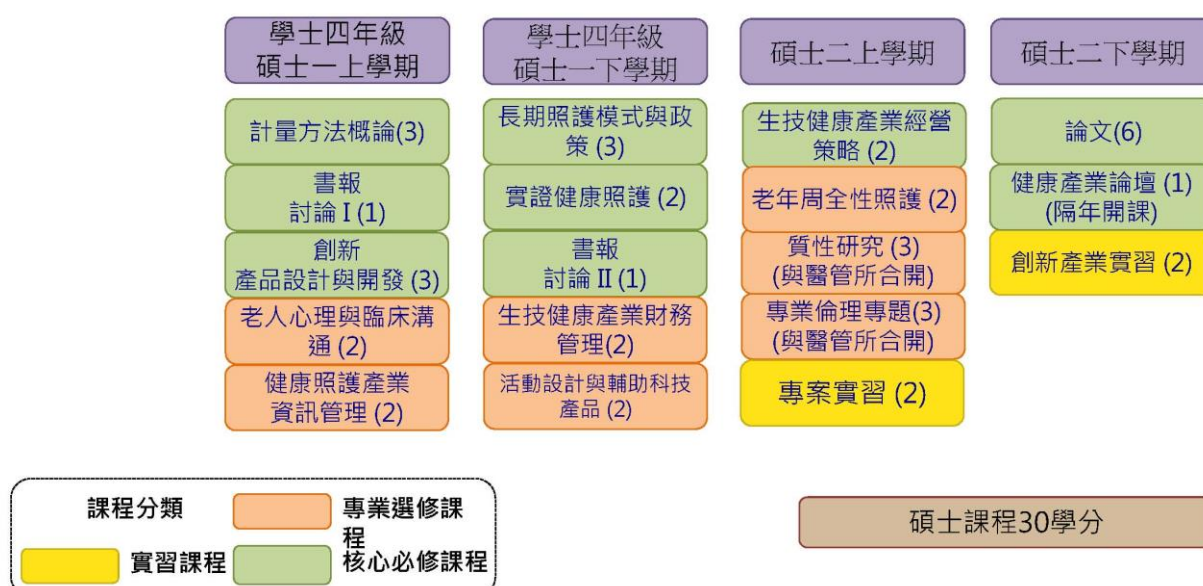 學士四年級
碩士一上學期
計量方法概論(3)
書報
討論 I (1)
創新
產品設計與開發 (3)
老人心理與臨床溝
通 (2)
健康照護產業
資訊管理 (2)
學士四年級
碩士一下學期
長期照護模式與政
策 (3)
實證健康照護 (2)
書報
討論 II (1)
生技健康產業財務
管理(2)
活動設計與輔助科技
產品 (2)
碩士二上學期
生技健康產業經營
策略 (2)
老年周全性照護 (2)
質性研究 (3)
(與醫管所合開)
專業倫理專題(3)
(與醫管所合開)
專案實習 (2)
碩士二下學期
論文(6)
健康產業論壇 (1)
(隔年開課)
創新產業實習 (2)
課程分類
專業選修課
程
實習課程
核心必修課程
碩士課程30學分